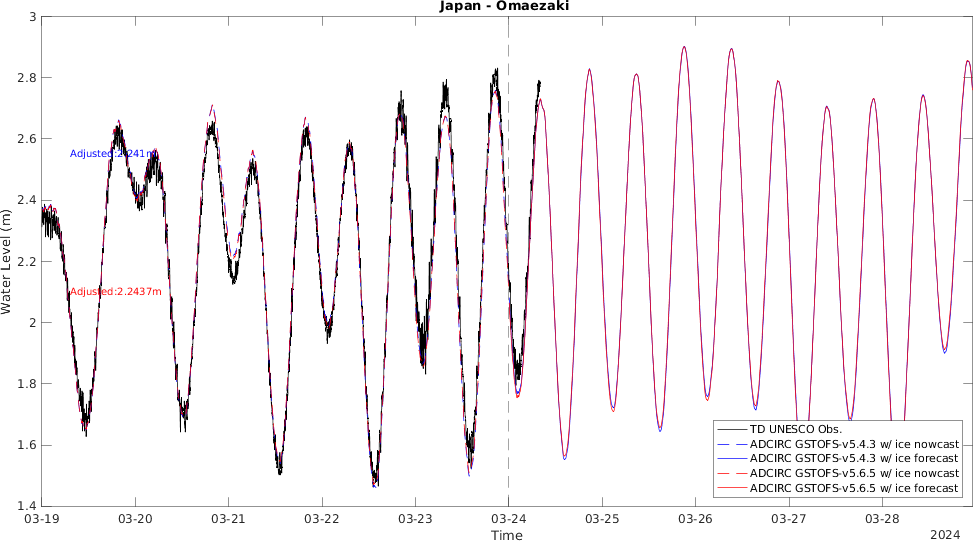 Japan - Omaezaki
3
2.8
2.6
2.4
2.2
2
1.8
1.6
1.4
Water Level (m)
Adjusted:2.241m
Adjusted:2.2437m
TD UNESCO Obs.
ADCIRC GSTOFS-v5.4.3 w/ ice nowcast
ADCIRC GSTOFS-v5.4.3 w/ ice forecast
ADCIRC GSTOFS-v5.6.5 w/ ice nowcast
ADCIRC GSTOFS-v5.6.5 w/ ice forecast
03-19 03-20 03-21 03-22 03-23 03-24 03-25 03-26 03-27 03-28
Time
2024